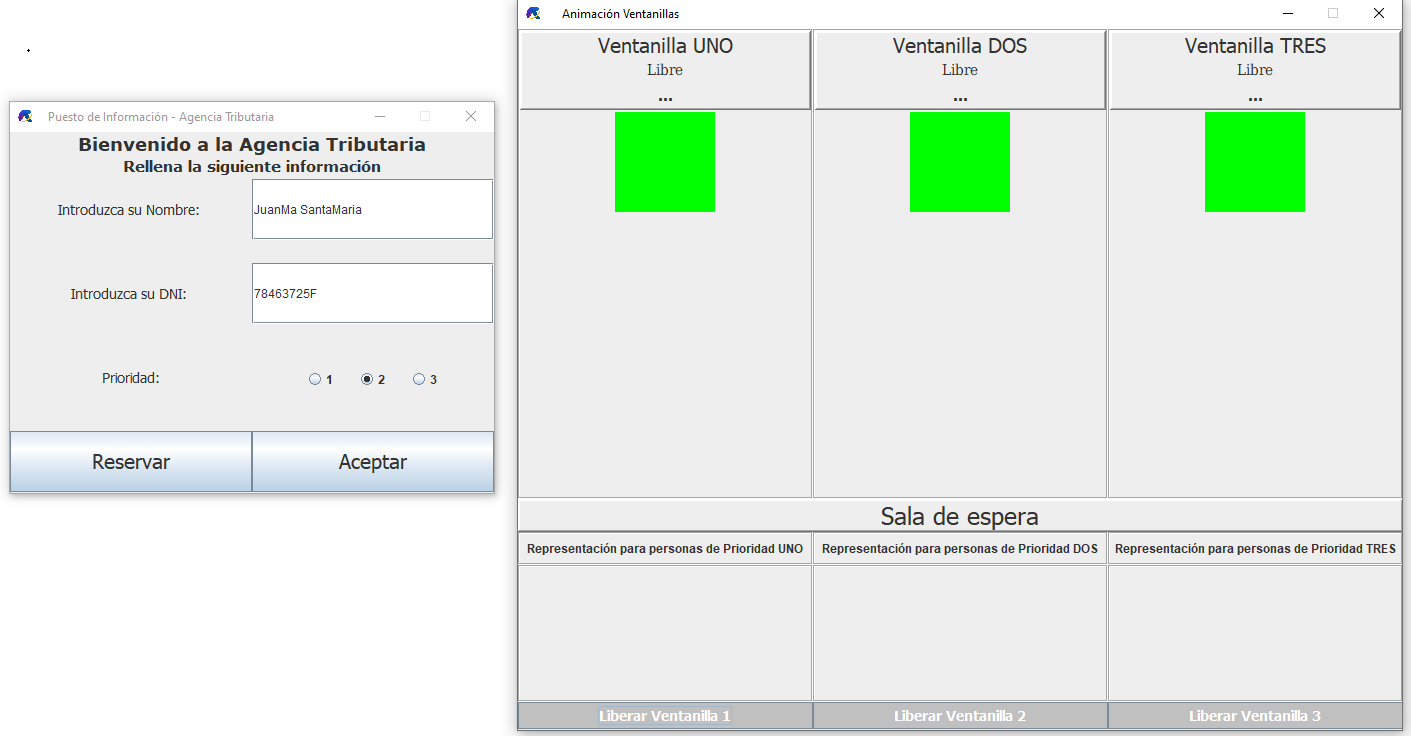 Puesto de Información - Agencia Tributaria
Bienvenido a la Agencia Tributaria
Rellena la siguiente información
Introduzca su Nombre: JuanMa SantaMaria
Introduzca su DNI: 78463725F
Prioridad: 1 2 3
Reservar Aceptar
Animación Ventanillas
Ventanilla UNO Ventanilla DOS Ventanilla TRES
Libre Libre Libre
... ... ...
Sala de espera
Representación para personas de Prioridad UNO Representación para personas de Prioridad DOS Representación para personas de Prioridad TRES
Liberar Ventanilla 1 Liberar Ventanilla 2 Liberar Ventanilla 3